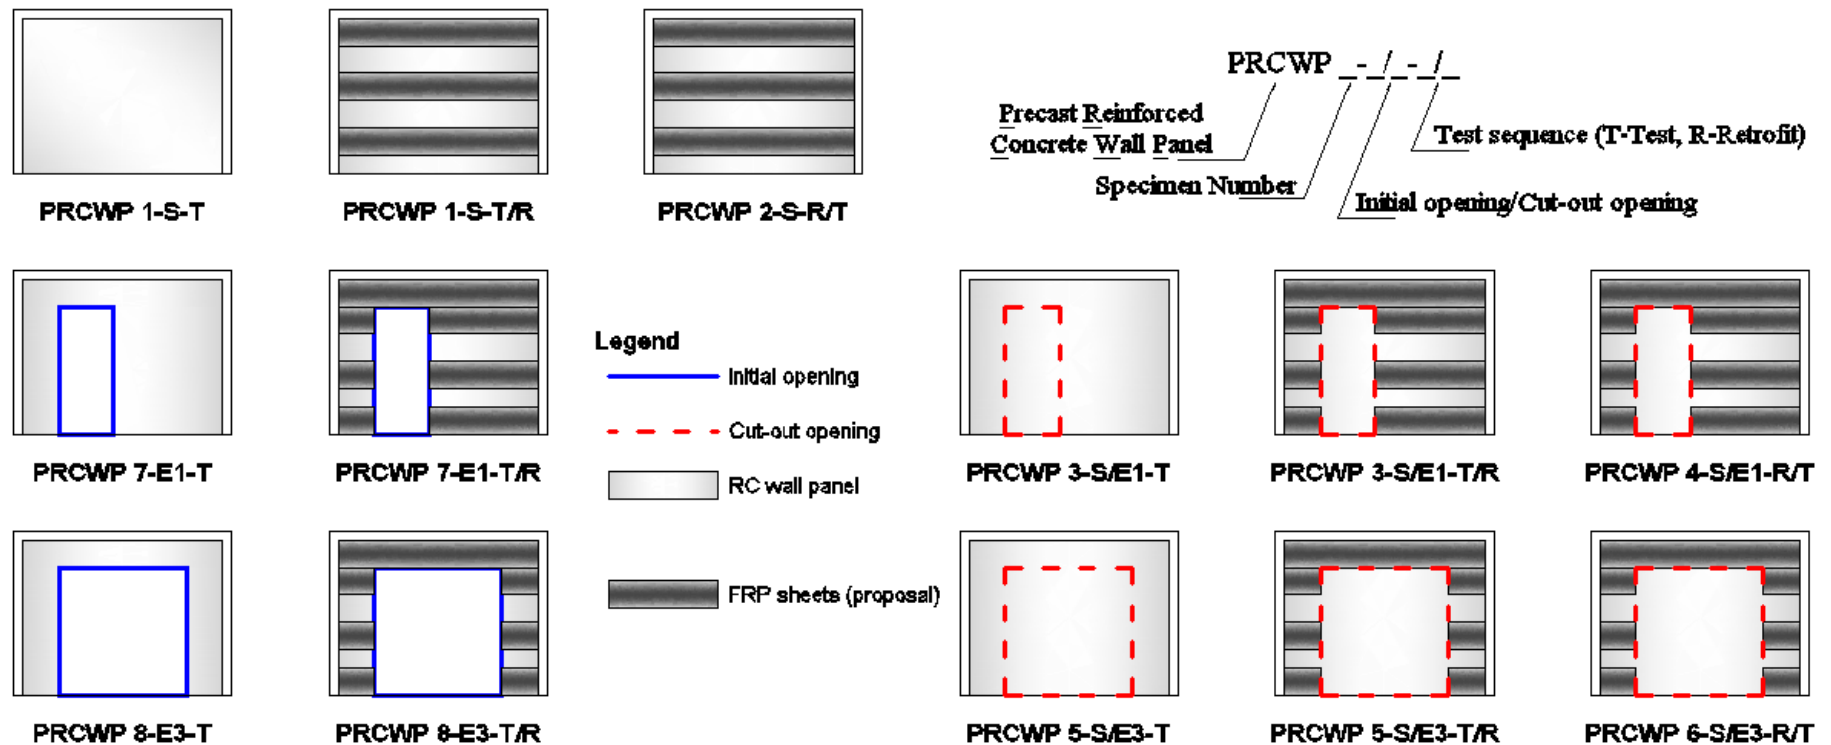 PRCWP _-_/_-_/_
Precast Reinforced
Concrete Wall Panel
Test sequence (T-Test, R-Retrofit)
Specimen Number
Initial opening/Cut-out opening
PRCWP 1-S-T
PRCWP 1-S-T/R
PRCWP 2-S-R/T
Legend
Initial opening
Cut-out opening
RC wall panel
FRP sheets (proposal)
PRCWP 7-E1-T
PRCWP 7-E1-T/R
PRCWP 3-S/E1-T
PRCWP 3-S/E1-T/R
PRCWP 4-S/E1-R/T
PRCWP 8-E3-T
PRCWP 8-E3-T/R
PRCWP 5-S/E3-T
PRCWP 5-S/E3-T/R
PRCWP 6-S/E3-R/T